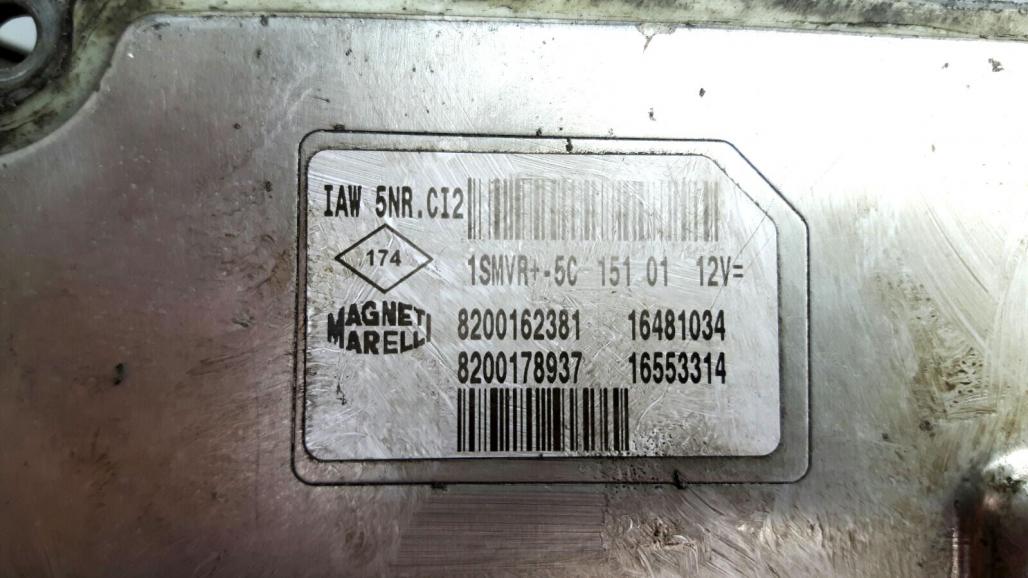 IAW 5NR.CI2
174
1SMVR+-5C 151 01 12V=
MAGNETI
MARELLI
8200162381 16481034
8200178937 16553314